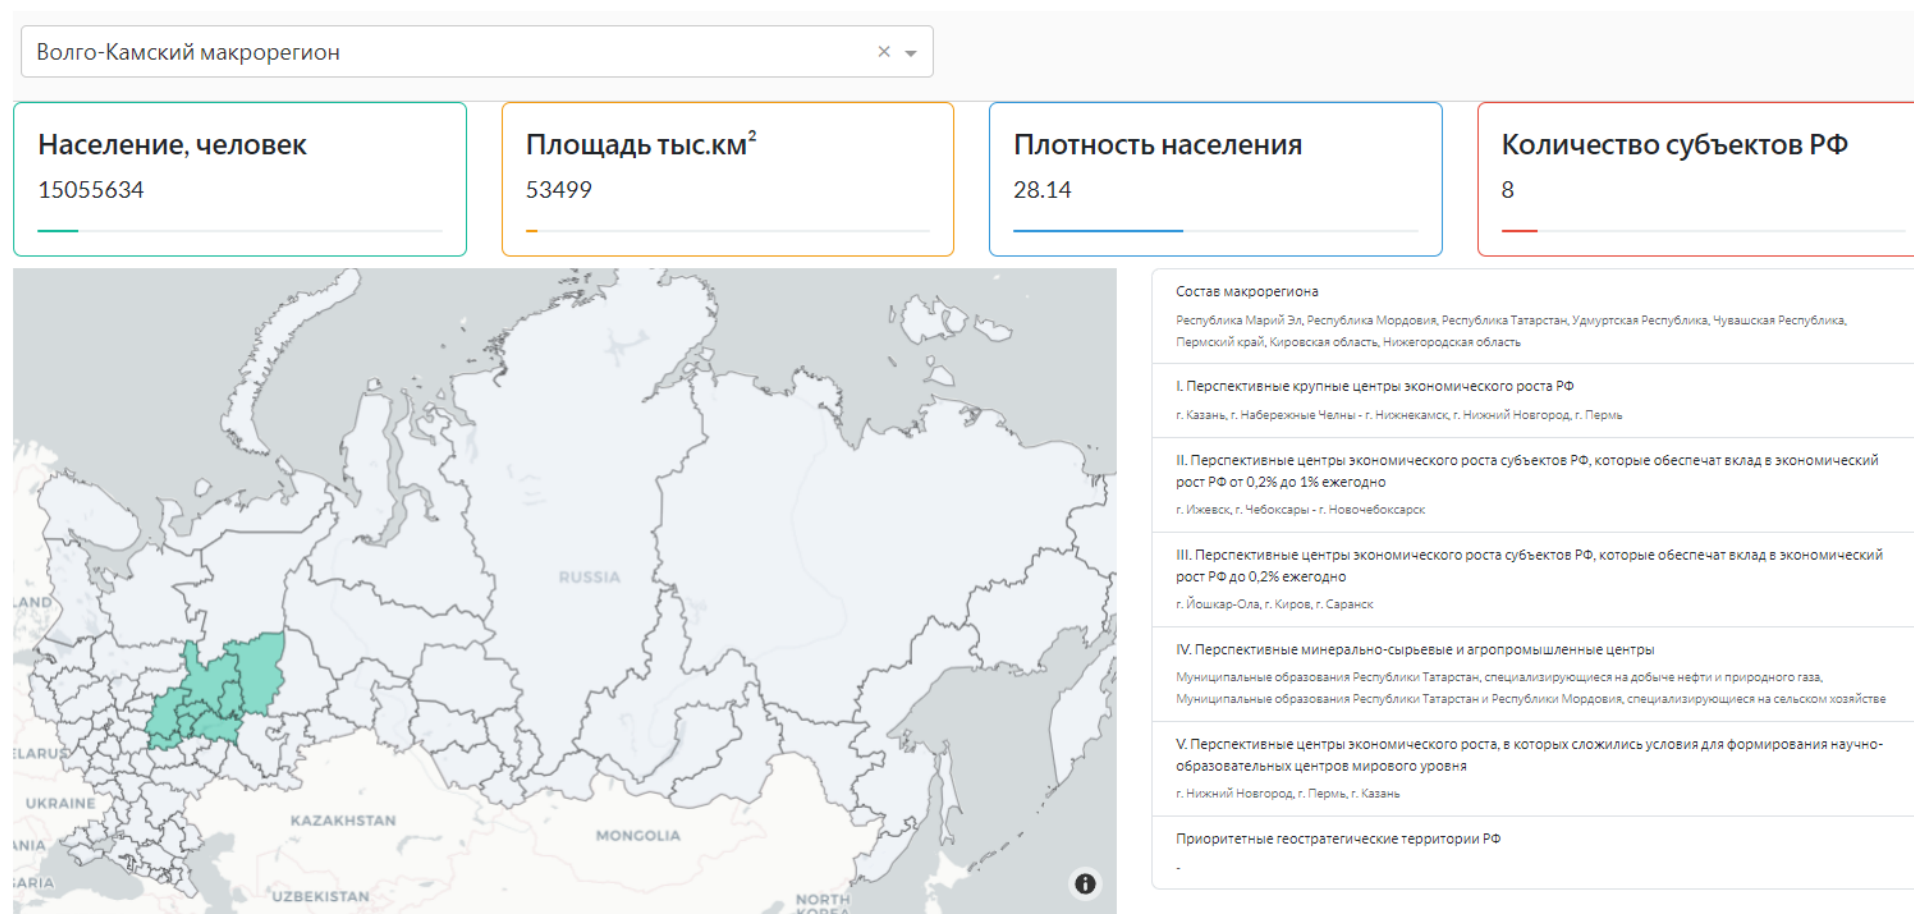 Волго-Камский макрорегион
Население, человек
15055634
Площадь тыс.км²
53499
Плотность населения
28.14
Количество субъектов РФ
8
RUSSIA
LAND
ELARUS
UKRAINE
ANIA
GARIA
KAZAKHSTAN
UZBEKISTAN
MONGOLIA
NORTH
KOREA
Состав макрорегиона
Республика Марий Эл, Республика Мордовия, Республика Татарстан, Удмуртская Республика, Чувашская Республика,
Пермский край, Кировская область, Нижегородская область
I. Перспективные крупные центры экономического роста РФ
г. Казань, г. Набережные Челны - г. Нижнекамск, г. Нижний Новгород, г. Пермь
II. Перспективные центры экономического роста субъектов РФ, которые обеспечат вклад в экономический
рост РФ от 0,2% до 1% ежегодно
г. Ижевск, г. Чебоксары - г. Новочебоксарск
III. Перспективные центры экономического роста субъектов РФ, которые обеспечат вклад в экономический
рост РФ до 0,2% ежегодно
г. Йошкар-Ола, г. Киров, г. Саранск
IV. Перспективные минерально-сырьевые и агропромышленные центры
Муниципальные образования Республики Татарстан, специализирующиеся на добыче нефти и природного газа,
Муниципальные образования Республики Татарстан и Республики Мордовия, специализирующиеся на сельском хозяйстве
V. Перспективные центры экономического роста, в которых сложились условия для формирования научно-
образовательных центров мирового уровня
г. Нижний Новгород, г. Пермь, г. Казань
Приоритетные геостратегические территории РФ
-